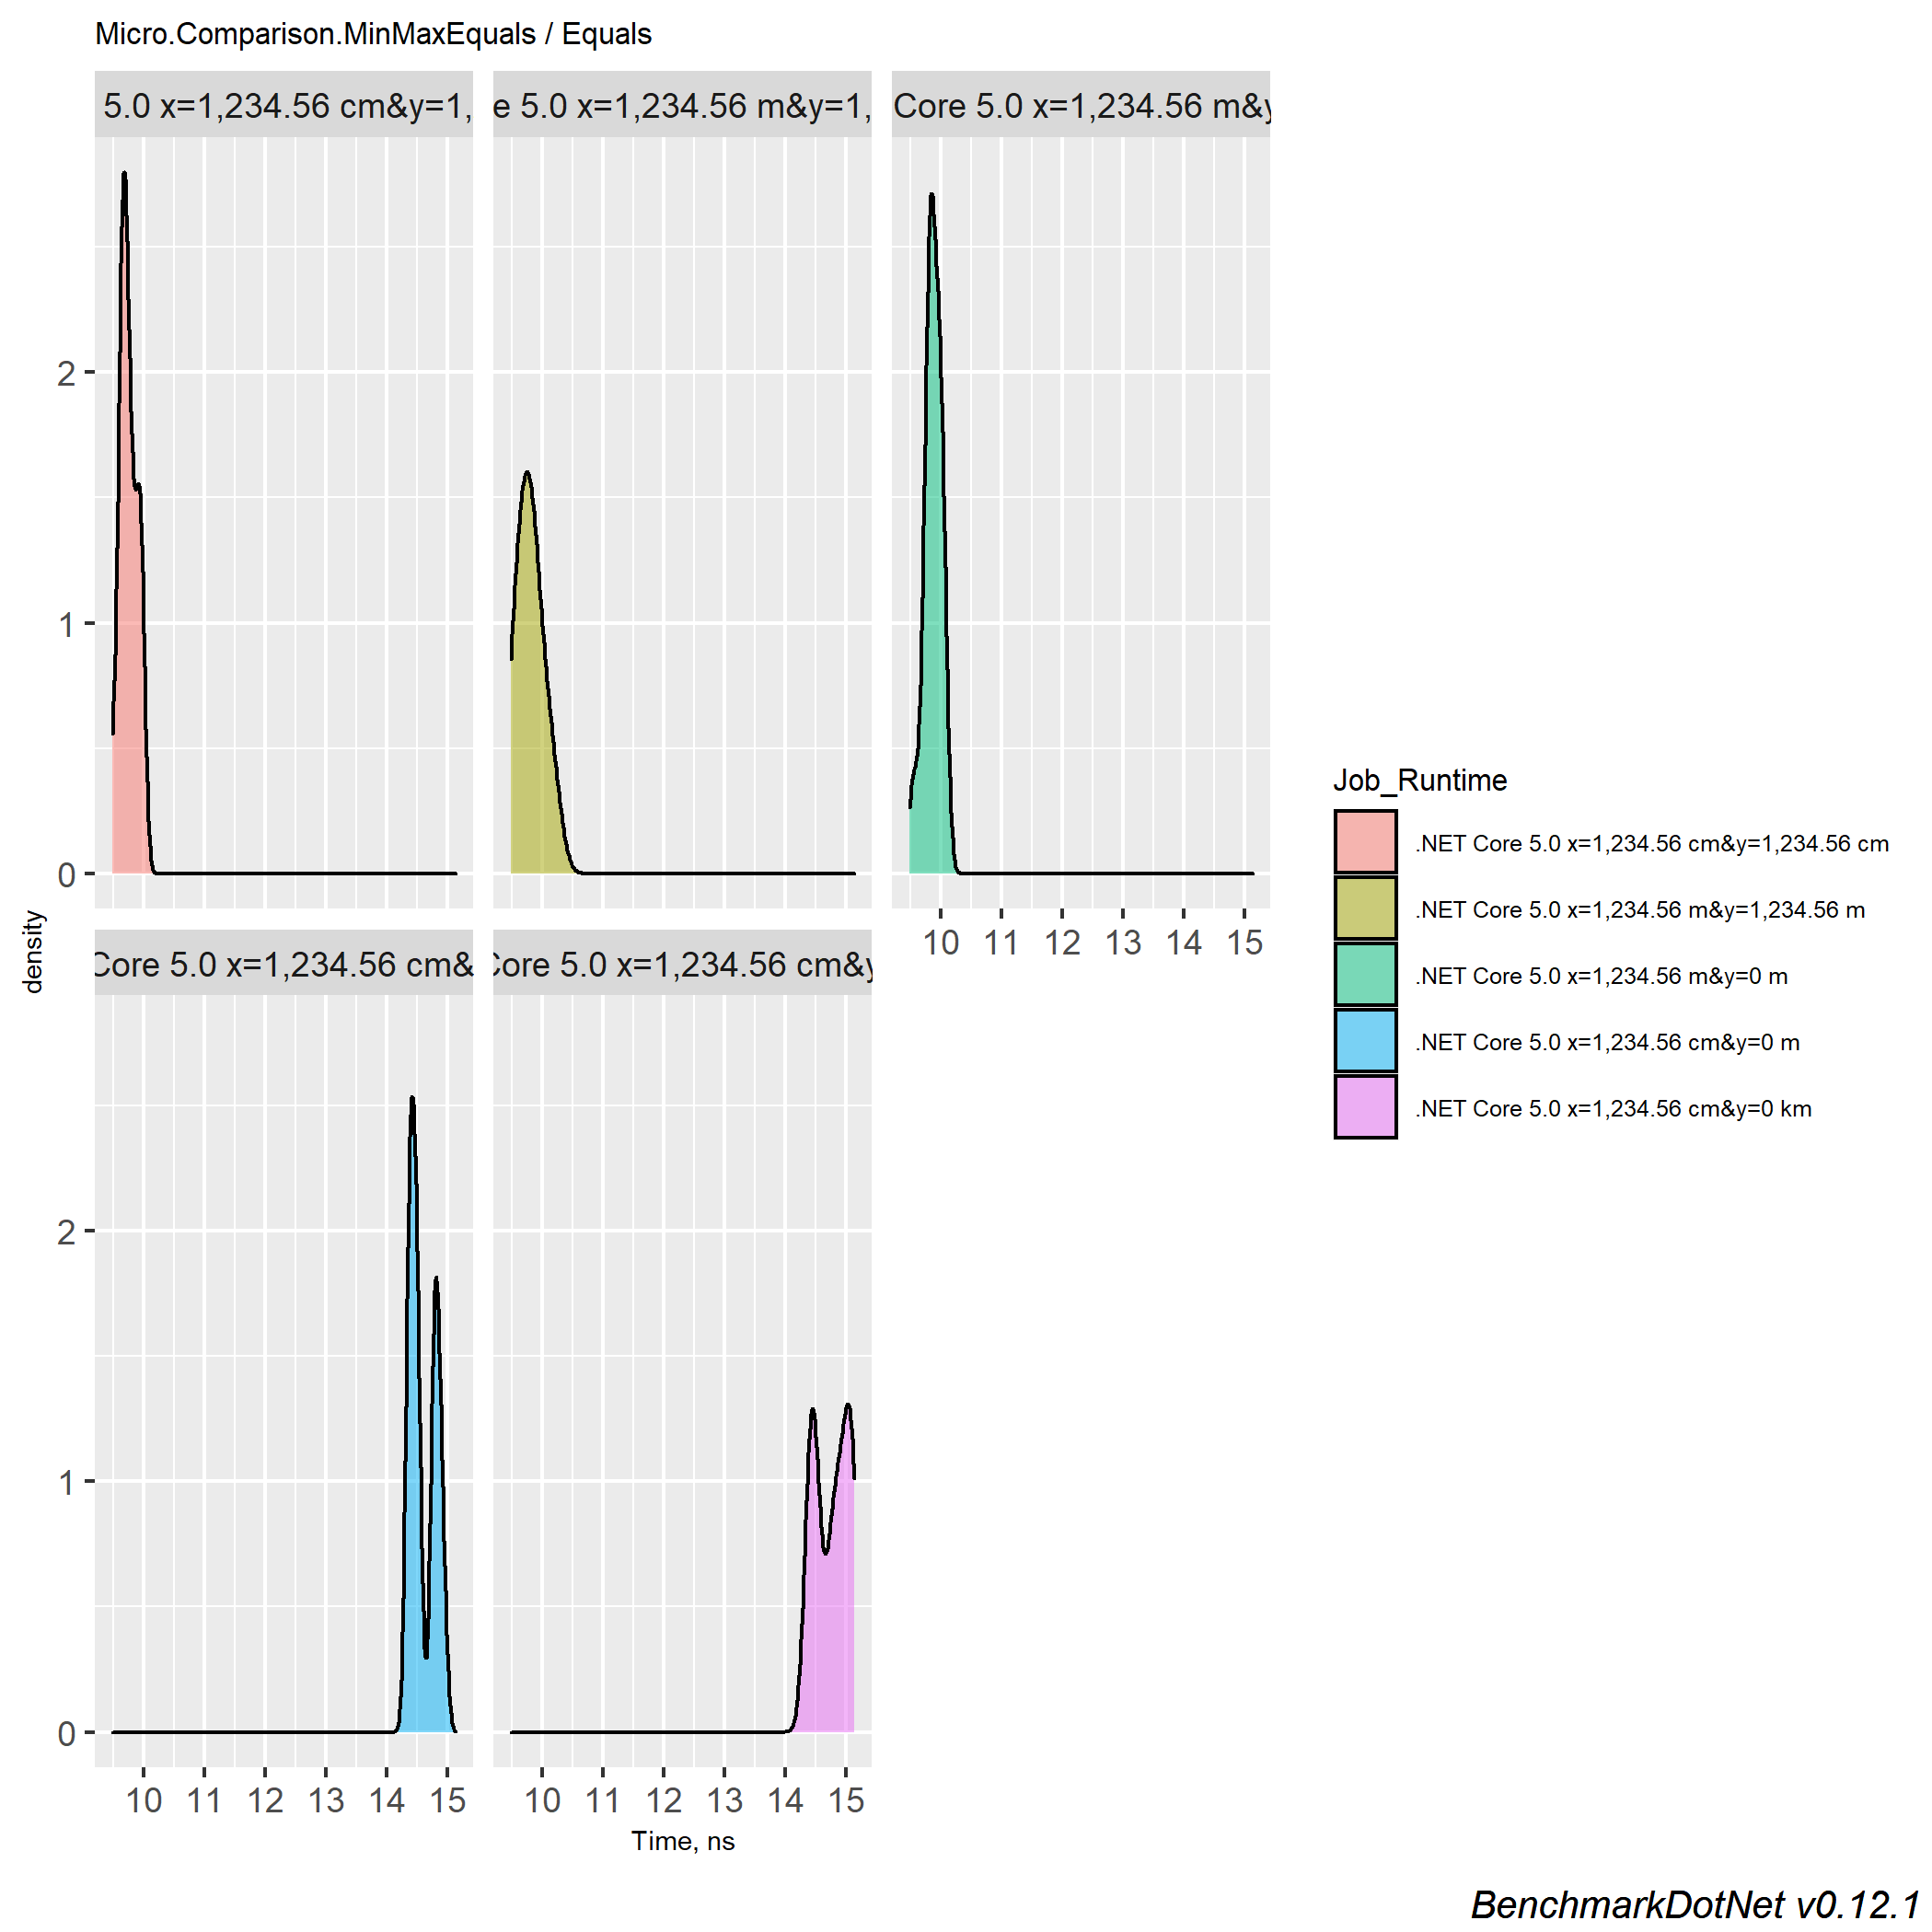 Micro.Comparison.MinMaxEquals / Equals
5.0 x=1,234.56 cm&y=1,
e 5.0 x=1,234.56 m&y=1,
Core 5.0 x=1,234.56 m&y
2
1
0
10 11 12 13 14 15
density
Core 5.0 x=1,234.56 cm&
Core 5.0 x=1,234.56 cm&y
2
1
0
10 11 12 13 14 15
10 11 12 13 14 15
Time, ns
Job_Runtime
.NET Core 5.0 x=1,234.56 cm&y=1,234.56 cm
.NET Core 5.0 x=1,234.56 m&y=1,234.56 m
.NET Core 5.0 x=1,234.56 m&y=0 m
.NET Core 5.0 x=1,234.56 cm&y=0 m
.NET Core 5.0 x=1,234.56 cm&y=0 km
BenchmarkDotNet v0.12.1